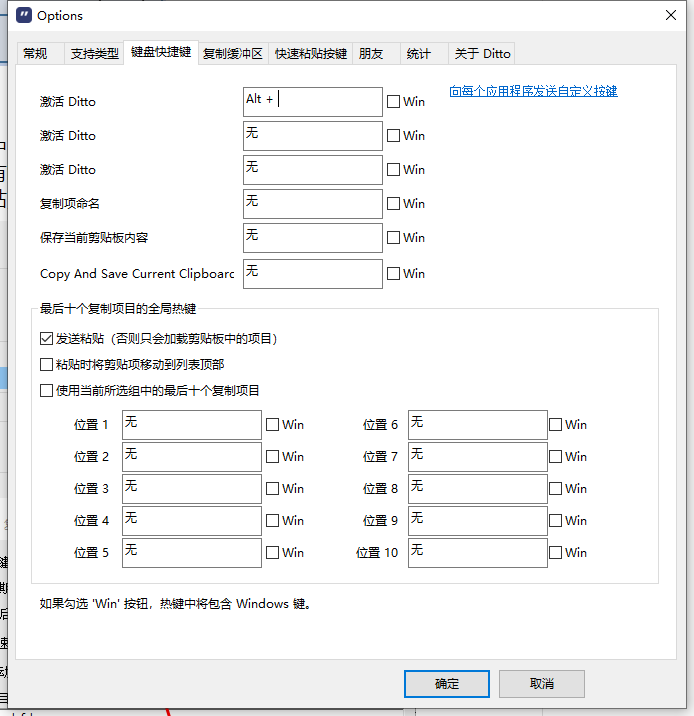 Options
常规 支持类型 键盘快捷键 复制缓冲区 快速粘贴按键 朋友 统计 关于 Ditto
激活 Ditto Alt + Win 向每个应用程序发送自定义按键
激活 Ditto 无 Win
激活 Ditto 无 Win
复制项命名 无 Win
保存当前剪贴板内容 无 Win
Copy And Save Current Clipboard 无 Win
最后十个复制项目的全局热键
发送粘贴（否则只会加载剪贴板中的项目）
粘贴时将剪贴项移动到列表顶部
使用当前所选组中的最后十个复制项目
位置 1 无 Win 位置 6 无 Win
位置 2 无 Win 位置 7 无 Win
位置 3 无 Win 位置 8 无 Win
位置 4 无 Win 位置 9 无 Win
位置 5 无 Win 位置 10 无 Win
如果勾选 'Win' 按钮，热键中将包含 Windows 键。
确定 取消